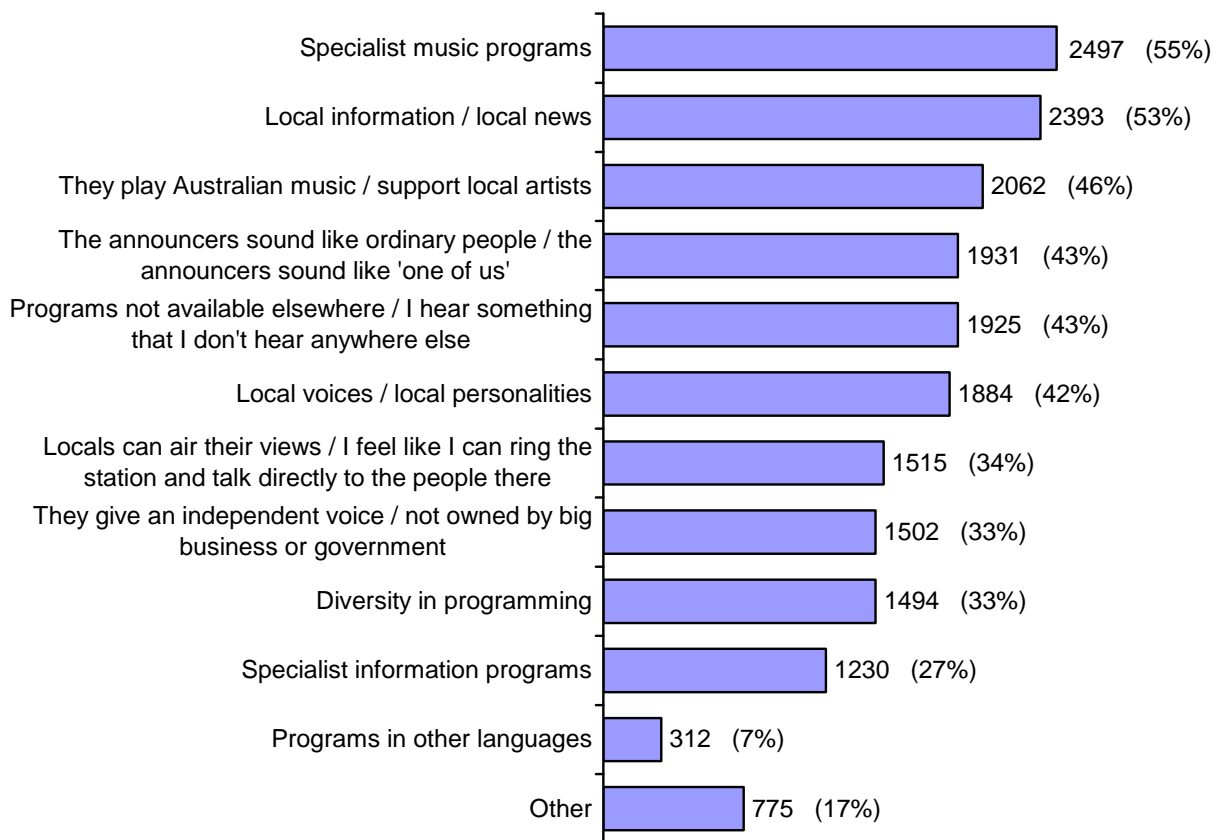 Specialist music programs 2497 (55%)
Local information / local news 2393 (53%)
They play Australian music / support local artists 2062 (46%)
The announcers sound like ordinary people / the
announcers sound like 'one of us' 1931 (43%)
Programs not available elsewhere / I hear something
that I don't hear anywhere else 1925 (43%)
Local voices / local personalities 1884 (42%)
Locals can air their views / I feel like I can ring the
station and talk directly to the people there 1515 (34%)
They give an independent voice / not owned by big
business or government 1502 (33%)
Diversity in programming 1494 (33%)
Specialist information programs 1230 (27%)
Programs in other languages 312 (7%)
Other 775 (17%)